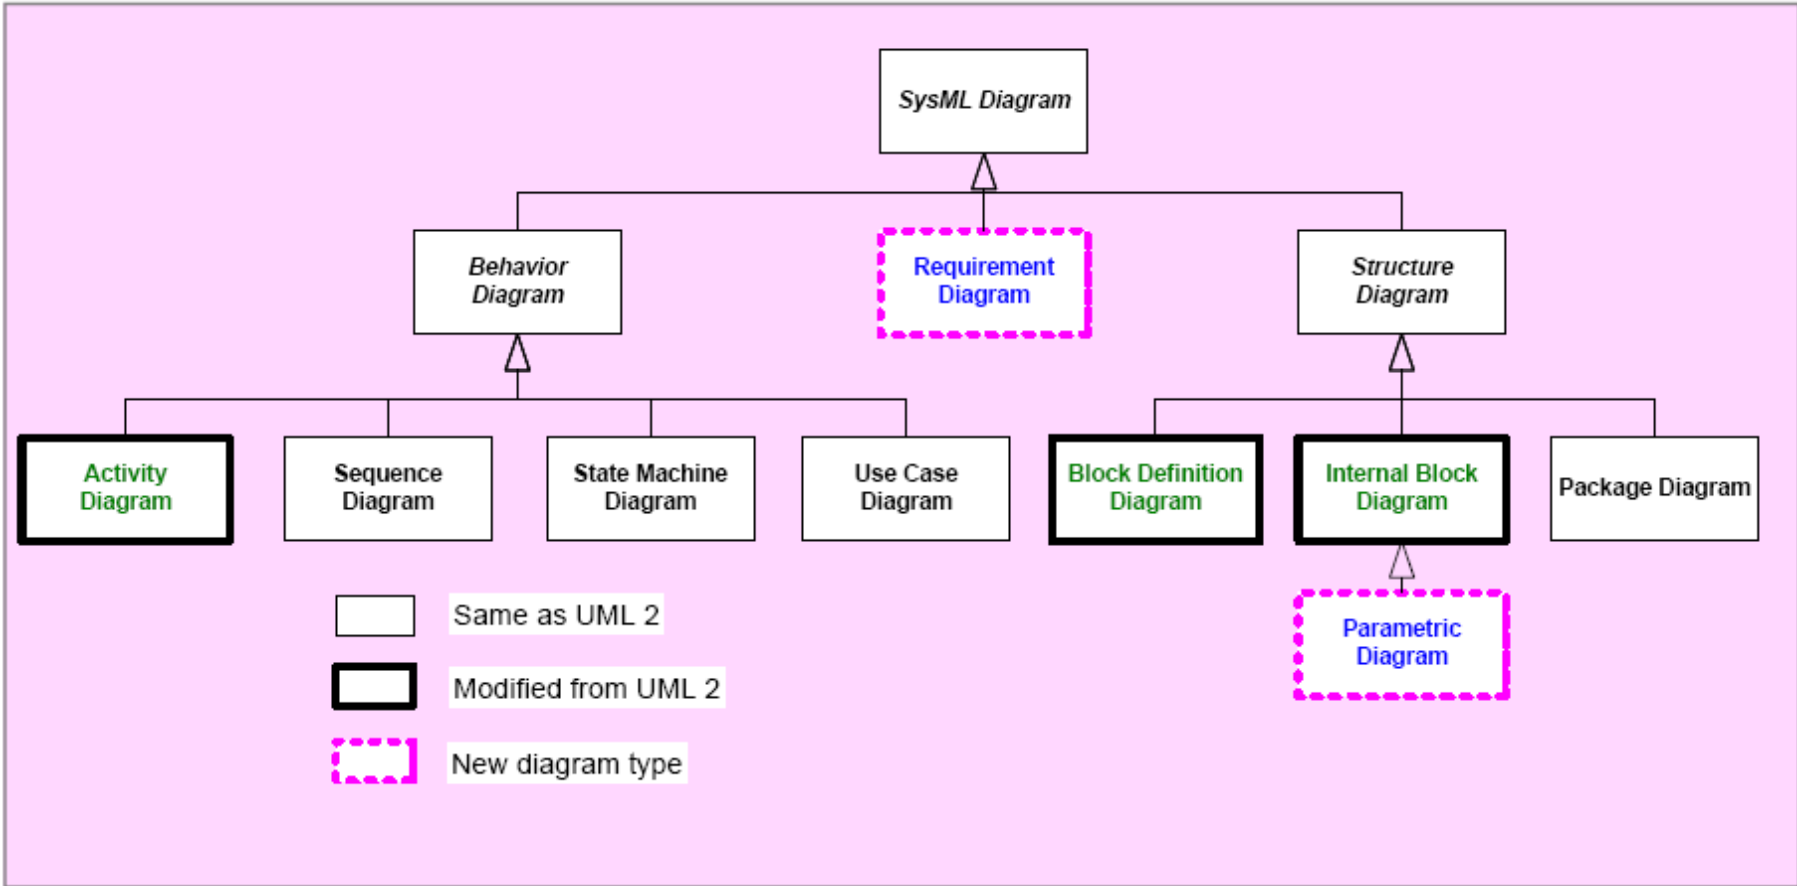 SysML Diagram
Behavior
Diagram
Requirement
Diagram
Structure
Diagram
Activity
Diagram
Sequence
Diagram
State Machine
Diagram
Use Case
Diagram
Block Definition
Diagram
Internal Block
Diagram
Package Diagram
Same as UML 2
Modified from UML 2
New diagram type
Parametric
Diagram